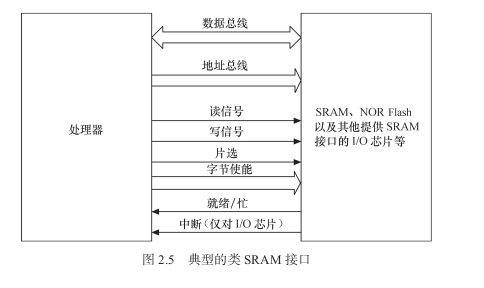 数据总线
地址总线
读信号
写信号
片选
字节使能
就绪/忙
中断(仅对 I/O 芯片)
处理器
SRAM、NOR Flash
以及其他提供 SRAM
接口的 I/O 芯片等
图 2.5 典型的类 SRAM 接口